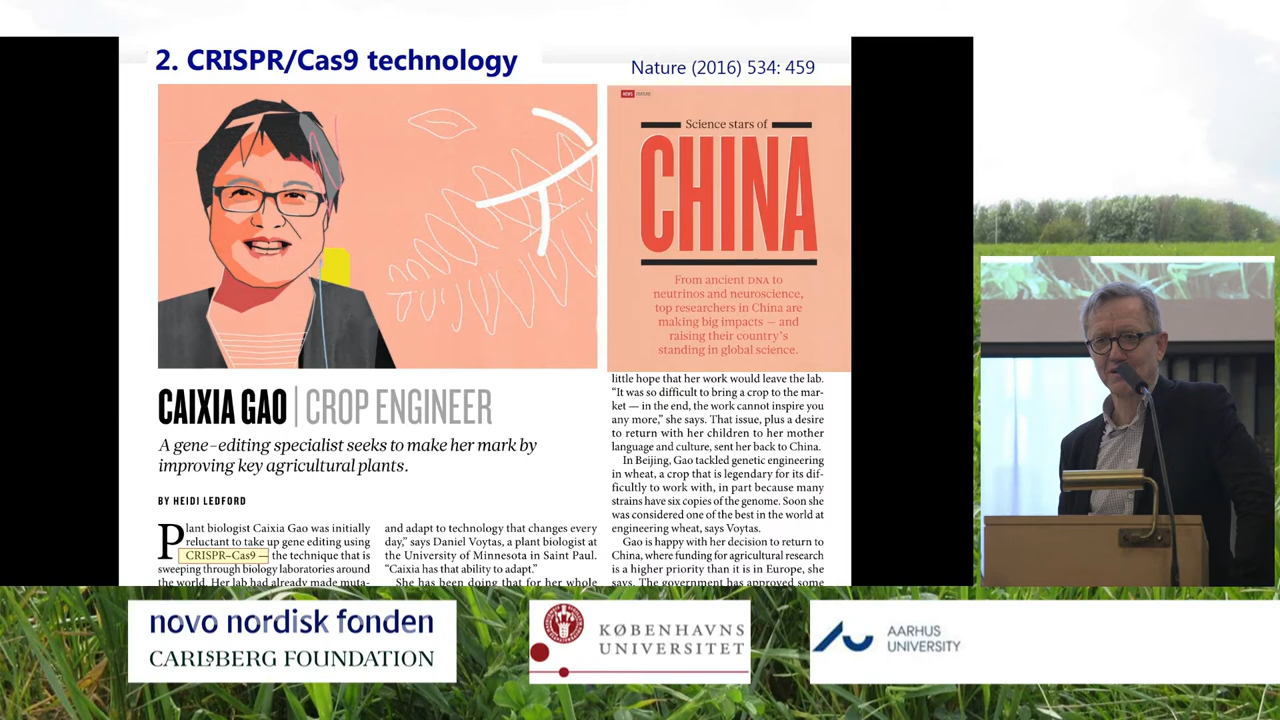 2. CRISPR/Cas9 technology
Nature (2016) 534: 459
NEWS FEATURE
Science stars of
CHINA
From ancient DNA to
neutrinos and neuroscience,
top researchers in China are
making big impacts — and
raising their country's
standing in global science.
CAIXIA GAO | CROP ENGINEER
A gene-editing specialist seeks to make her mark by
improving key agricultural plants.
BY HEIDI LEDFORD
Plant biologist Caixia Gao was initially
reluctant to take up gene editing using
CRISPR–Cas9 — the technique that is
sweeping through biology laboratories around
the world. Her lab had already made muta-
and adapt to technology that changes every
day,” says Daniel Voytas, a plant biologist at
the University of Minnesota in Saint Paul.
“Caixia has that ability to adapt.”
She has been doing that for her whole
little hope that her work would leave the lab.
“It was so difficult to bring a crop to the mar-
ket — in the end, the work cannot inspire you
any more,” she says. That issue, plus a desire
to return with her children to her mother
language and culture, sent her back to China.
In Beijing, Gao tackled genetic engineering
in wheat, a crop that is legendary for its dif-
ficulty to work with, in part because many
strains have six copies of the genome. Soon she
was considered one of the best in the world at
engineering wheat, says Voytas.
Gao is happy with her decision to return to
China, where funding for agricultural research
is a higher priority than it is in Europe, she
says. The government has approved some
novo nordisk fonden
CARLSBERG FOUNDATION
KØBENHAVNS
UNIVERSITET
AARHUS
UNIVERSITY